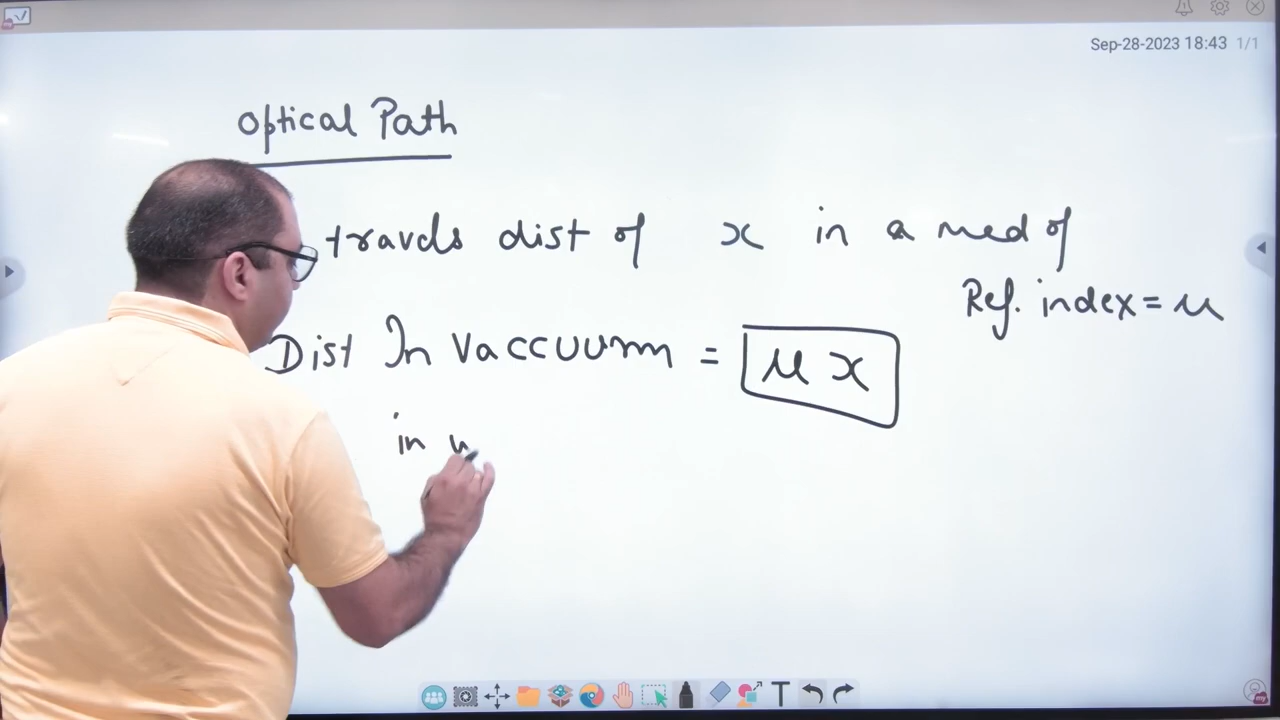 Sep-28-2023 18:43 1/1
Optical Path
travels dist of x in a med of
Ref. index = μ
Dist In Vaccuum = μx
in
T